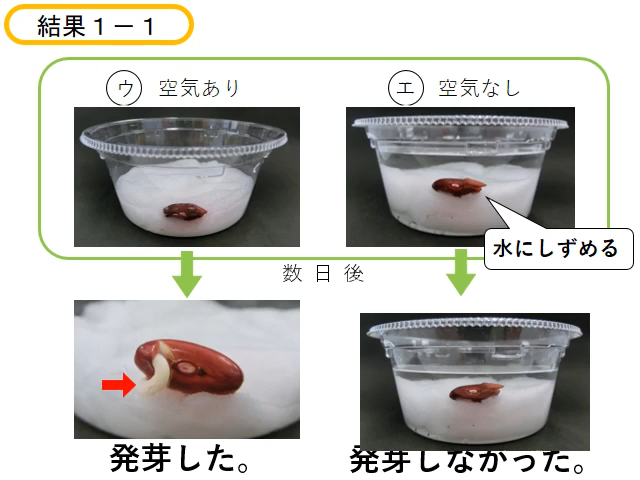 結果１－１
ウ 空気あり
エ 空気なし
水にしずめる
数日後
発芽した。
発芽しなかった。